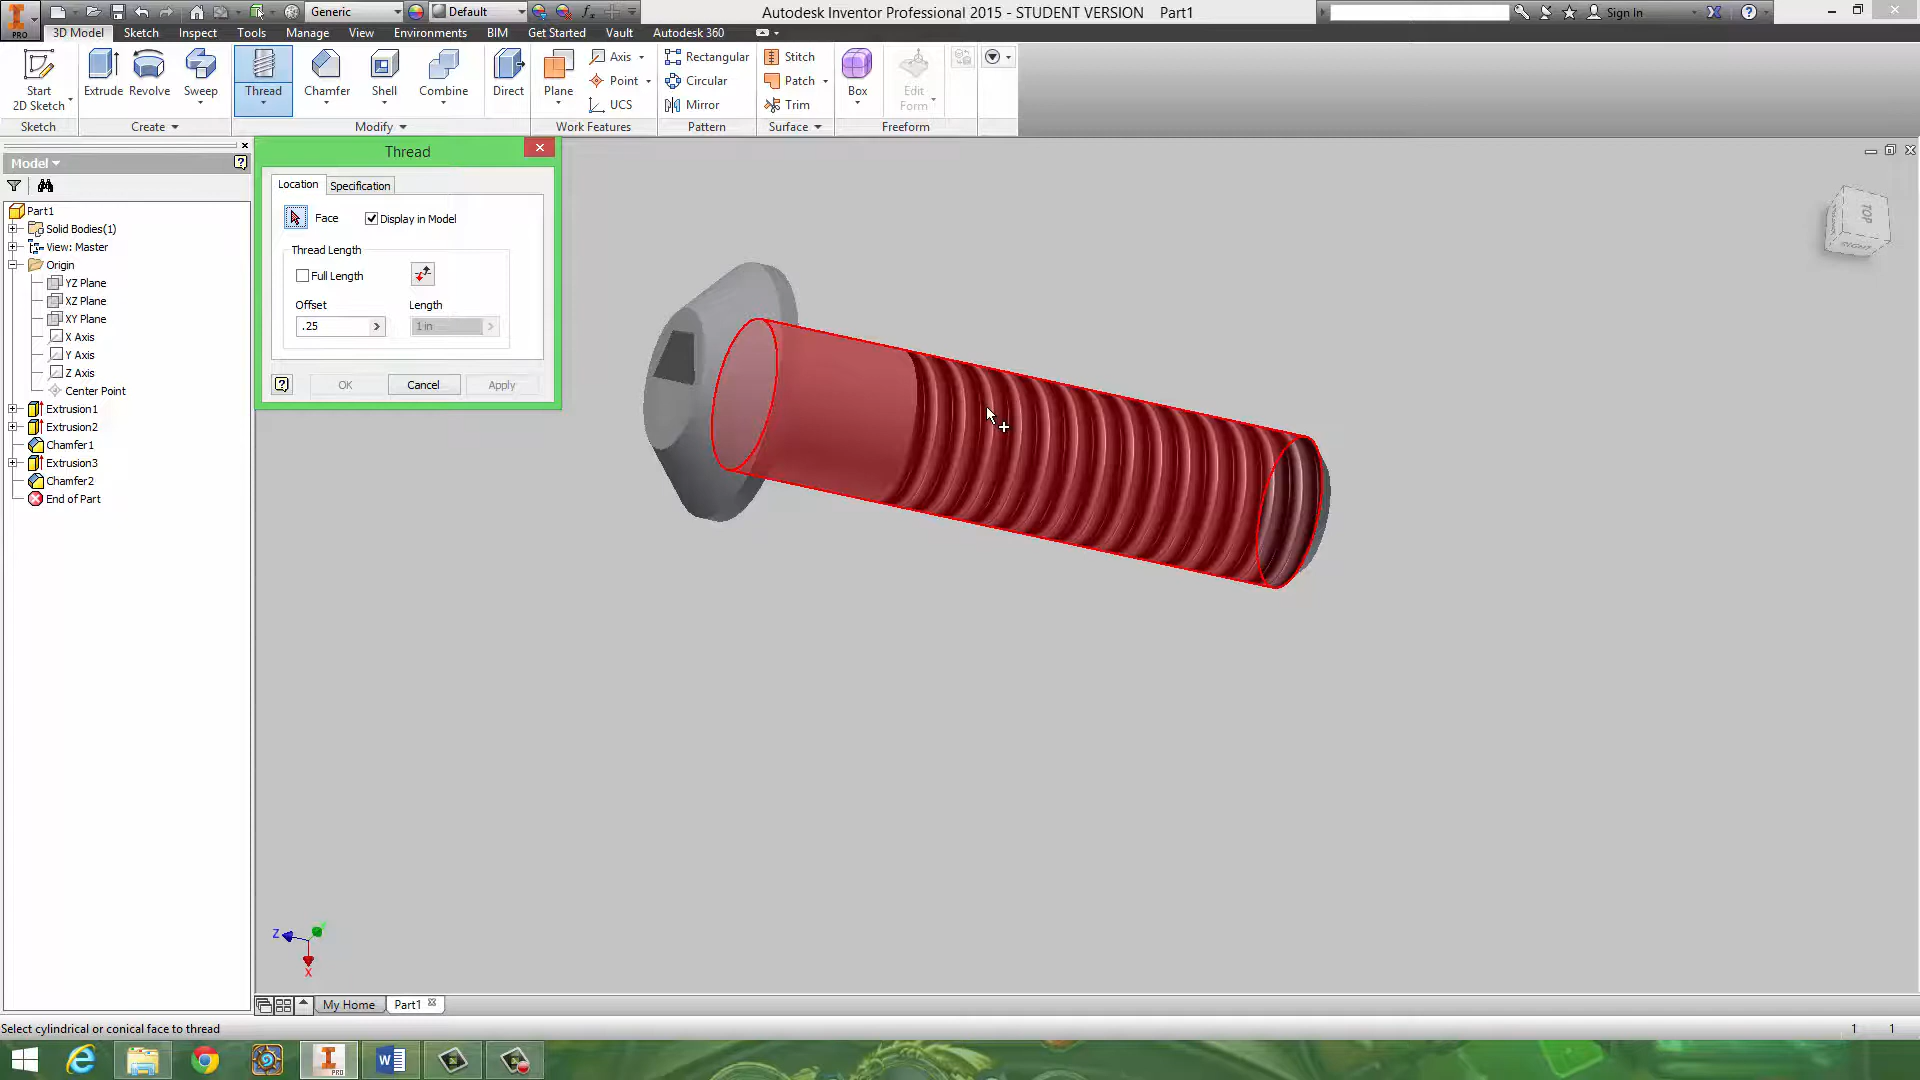 Generic
Default
Autodesk Inventor Professional 2015 - STUDENT VERSION Part1
Sign In
PRO
3D Model
Sketch
Inspect
Tools
Manage
View
Environments
BIM
Get Started
Vault
Autodesk 360
Start
2D Sketch
Extrude
Revolve
Sweep
Thread
Chamfer
Shell
Combine
Direct
Plane
Axis
Point
UCS
Rectangular
Circular
Mirror
Stitch
Patch
Trim
Box
Edit
Form
Sketch
Create
Modify
Work Features
Pattern
Surface
Freeform
Model
Part1
Solid Bodies(1)
View: Master
Origin
YZ Plane
XZ Plane
XY Plane
X Axis
Y Axis
Z Axis
Center Point
Extrusion1
Extrusion2
Chamfer1
Extrusion3
Chamfer2
End of Part
Thread
Location
Specification
Face
Display in Model
Thread Length
Full Length
Offset
Length
.25
1 in
OK
Cancel
Apply
TOP
RIGHT
Z
X
My Home
Part1
Select cylindrical or conical face to thread
1 1
PRO